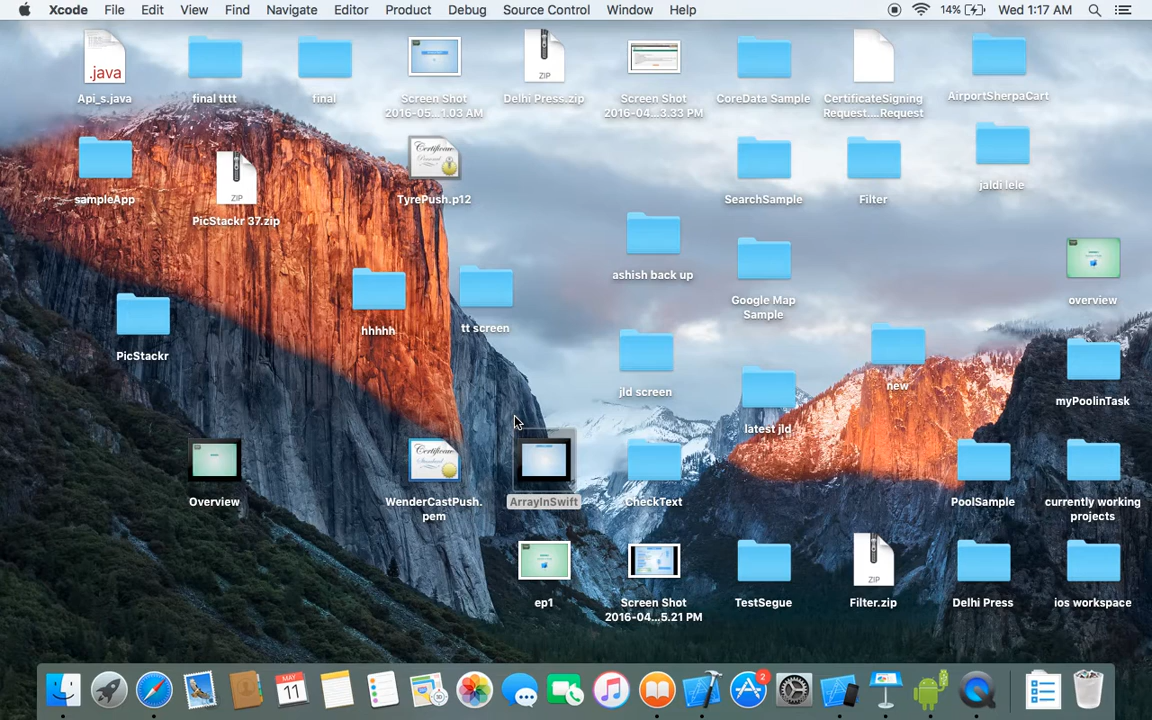 Xcode File Edit View Find Navigate Editor Product Debug Source Control Window Help 14% Wed 1:17 AM
.java
ZIP
Api_s.java
final tttt
final
Screen Shot
2016-05...1.03 AM
Delhi Press.zip
Screen Shot
2016-04...3.33 PM
CoreData Sample
CertificateSigning
Request....Request
AirportSherpaCart
Certificate
ZIP
sampleApp
PicStackr 37.zip
TyrePush.p12
SearchSample
Filter
jaldi lele
PicStackr
hhhhh
tt screen
ashish back up
Google Map
Sample
overview
jld screen
latest jld
new
myPoolinTask
Certificate
Standard
Overview
WenderCastPush.
pem
ArrayInSwift
CheckText
PoolSample
currently working
projects
ZIP
ep1
Screen Shot
2016-04...5.21 PM
TestSegue
Filter.zip
Delhi Press
ios workspace
MAY
11
2